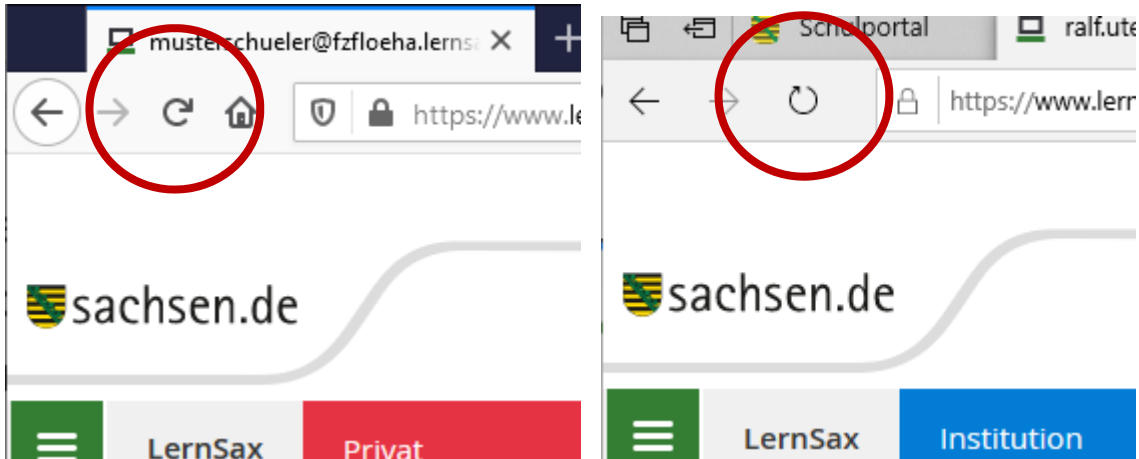 musterschueler@fzfloeha.lerns
https://www.le
sachsen.de
LernSax
Privat
Schulportal
ralf.ute
https://www.lern
sachsen.de
LernSax
Institution